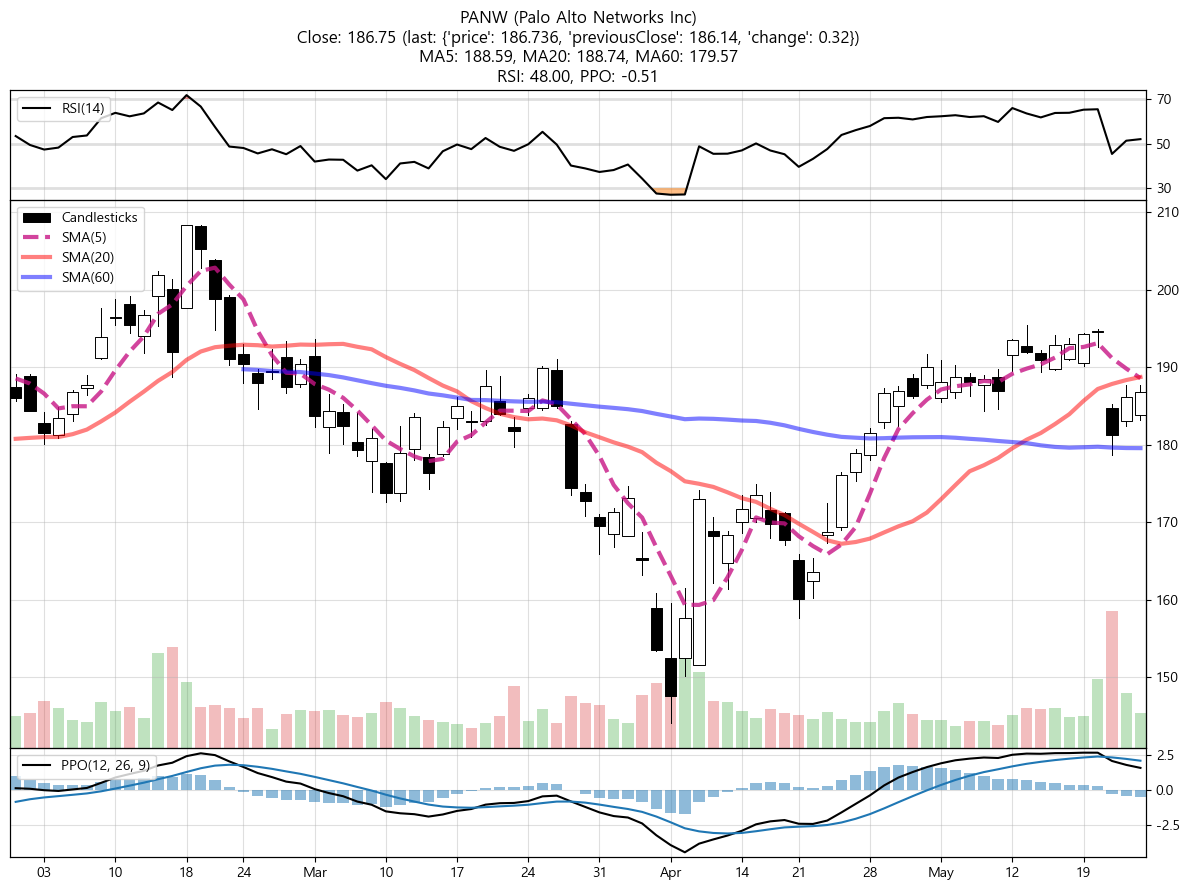 PANW (Palo Alto Networks Inc)
Close: 186.75 (last: {'price': 186.736, 'previousClose': 186.14, 'change': 0.32})
MA5: 188.59, MA20: 188.74, MA60: 179.57
RSI: 48.00, PPO: -0.51
RSI(14)
70
50
30
Candlesticks
SMA(5)
SMA(20)
SMA(60)
210
200
190
180
170
160
150
PPO(12, 26, 9)
2.5
0.0
-2.5
03 10 18 24 Mar 10 17 24 31 Apr 14 21 28 May 12 19